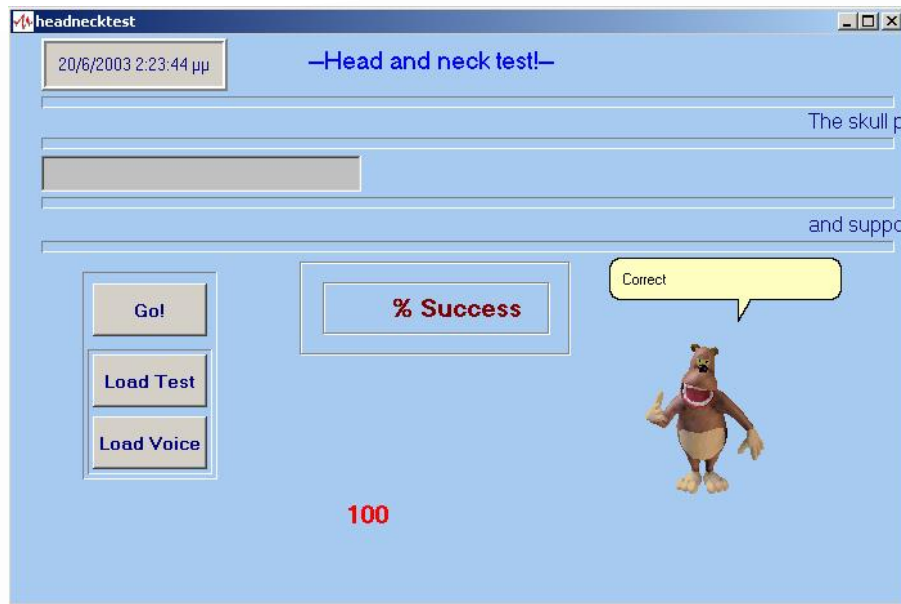 headnecktest
20/6/2003 2:23:44 μμ
--Head and neck test!--
The skull p
and suppo
Correct
Go!
% Success
Load Test
Load Voice
100